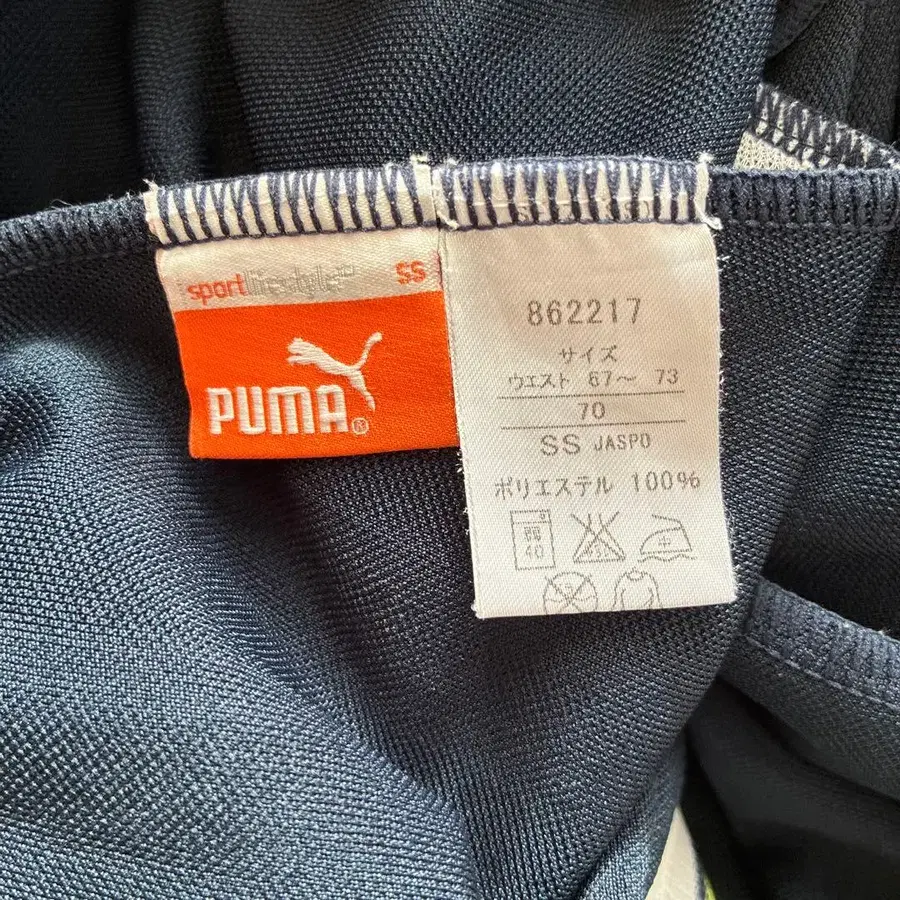 sportlifestyle SS
PUMA®
862217
サイズ
ウエスト 67～ 73
70
SS JASPO
ポリエステル 100%
40